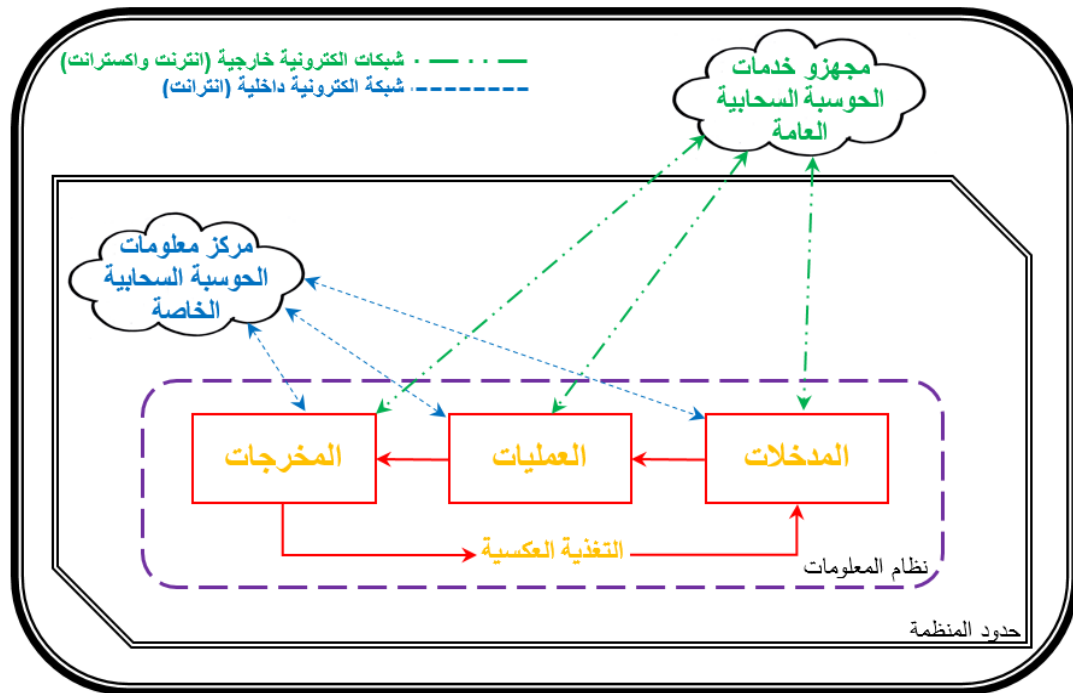 شبكات الكترونية خارجية (انترنت واكسترانت)
شبكة الكترونية داخلية (انترانت)
مجهزو خدمات
الحوسبة السحابية
العامة
مركز معلومات
الحوسبة السحابية
الخاصة
المدخلات
العمليات
المخرجات
التغذية العكسية
نظام المعلومات
حدود المنظمة